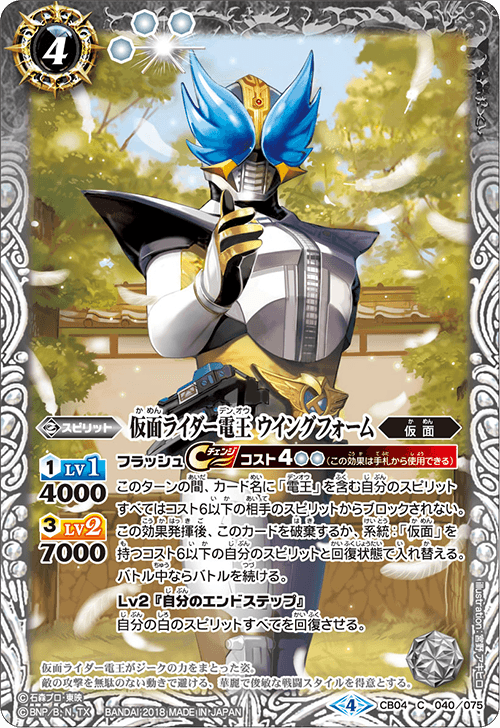 4
スピリット
仮面ライダー電王 ウイングフォーム
仮面
1 LV1
4000
3 LV2
7000
フラッシュ チェンジ コスト4 (この効果は手札から使用できる)
このターンの間、カード名に「電王」を含む自分のスピリット
すべてはコスト6以下の相手のスピリットからブロックされない。
この効果発揮後、このカードを破棄するか、系統:「仮面」を
持つコスト6以下の自分のスピリットと回復状態で入れ替える。
バトル中ならバトルを続ける。
Lv2『自分のエンドステップ』
自分の白のスピリットすべてを回復させる。
仮面ライダー電王がジークの力をまとった姿。
敵の攻撃を無駄のない動きで避ける、華麗で俊敏な戦闘スタイルを得意とする。
©石森プロ・東映
©BNP/B, N, TX BANDAI 2018 MADE IN JAPAN
4 CB04 C 040/075